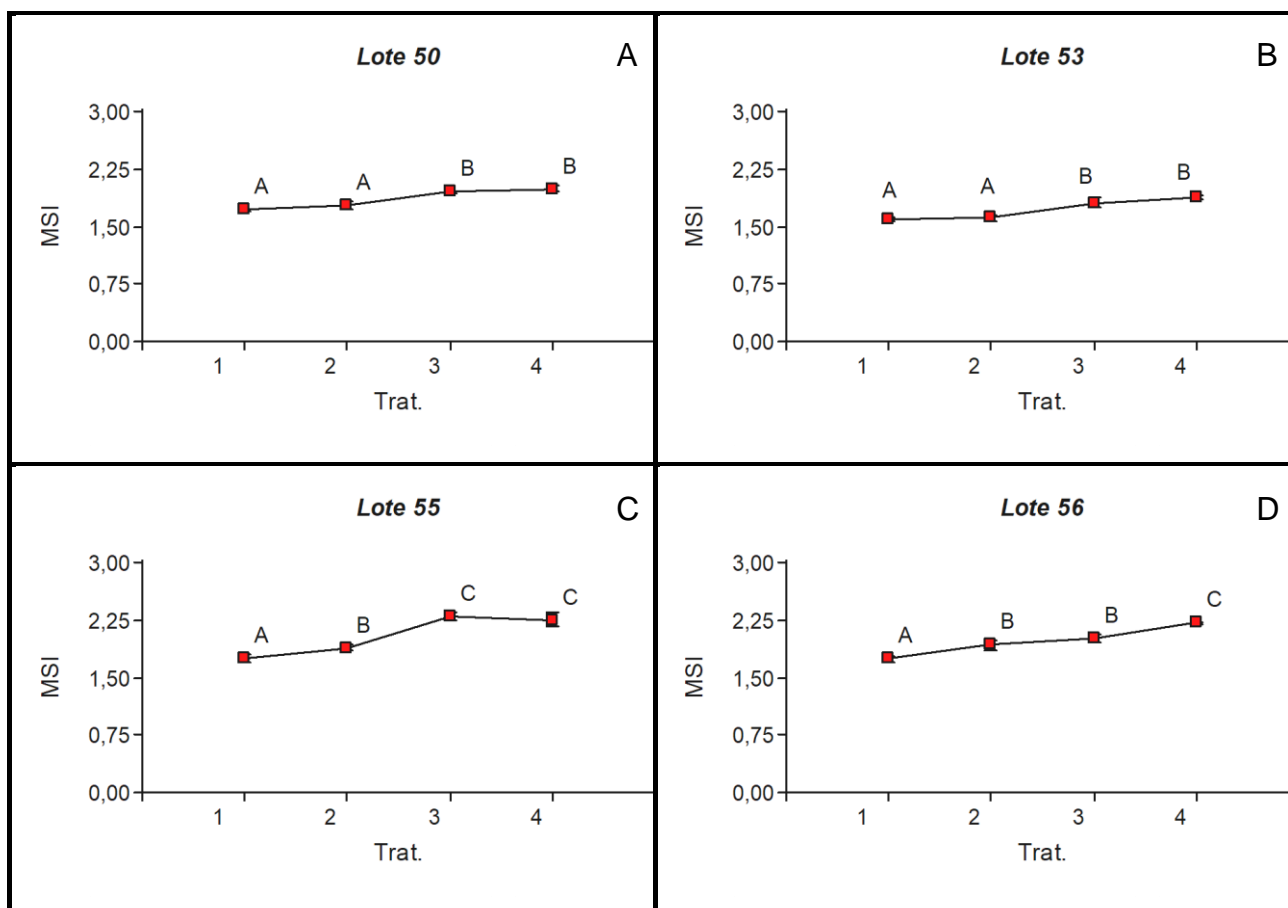 Lote 50 A
3,00
A A B B
2,25
1,50
0,75
0,00
MSI
1 2 3 4
Trat.
Lote 53 B
3,00
A A B B
2,25
1,50
0,75
0,00
MSI
1 2 3 4
Trat.
Lote 55 C
3,00
A B C C
2,25
1,50
0,75
0,00
MSI
1 2 3 4
Trat.
Lote 56 D
3,00
A B B C
2,25
1,50
0,75
0,00
MSI
1 2 3 4
Trat.